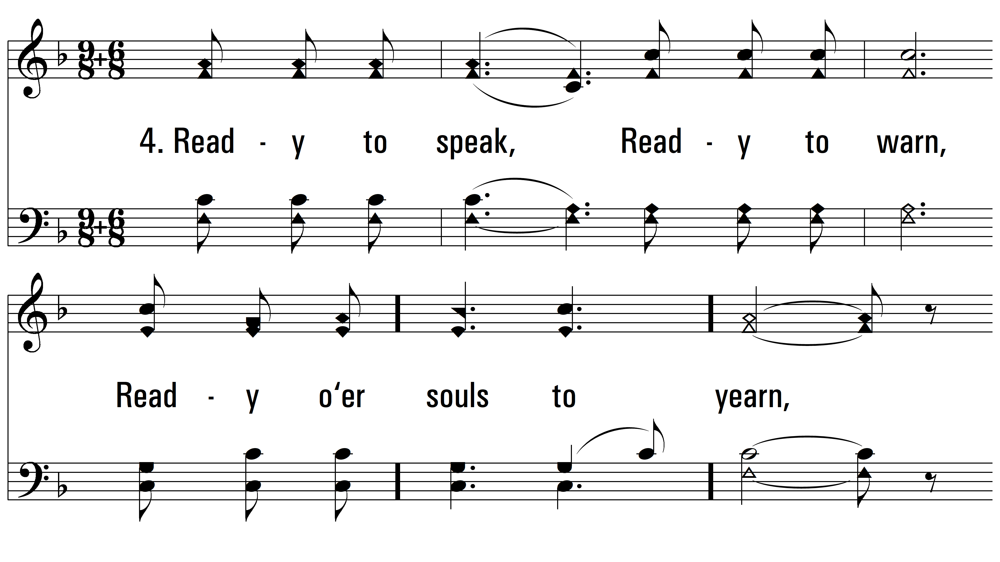 4. Read - y to speak, Read - y to warn,
Read - y o‘er souls to yearn,